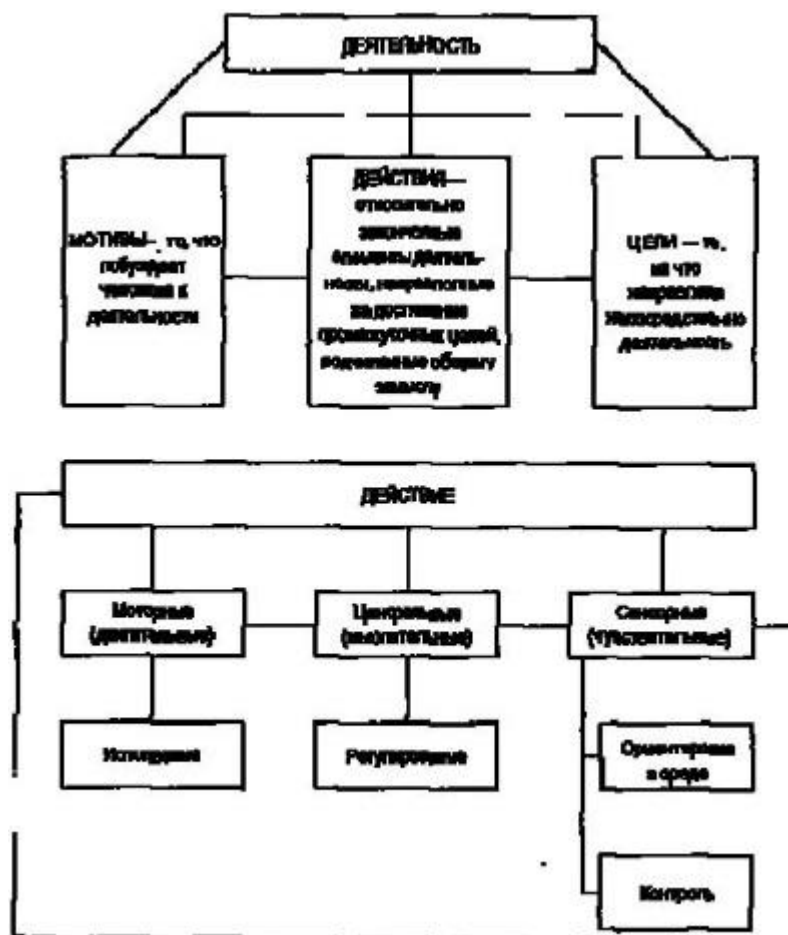 ДЕЯТЕЛЬНОСТЬ
МОТИВЫ – то, что
побуждает
человека к
деятельности
ДЕЙСТВИЯ —
относительно
законченные
элементы деятель-
ности, направленные
на достижение
промежуточных целей,
подчиненные общему
замыслу
ЦЕЛИ — то,
на что
направлена
непосредственно
деятельность
ДЕЙСТВИЕ
Моторные
(двигательные)
Центральные
(мыслительные)
Сенсорные
(чувствительные)
Регулирование
в среде
Контроль